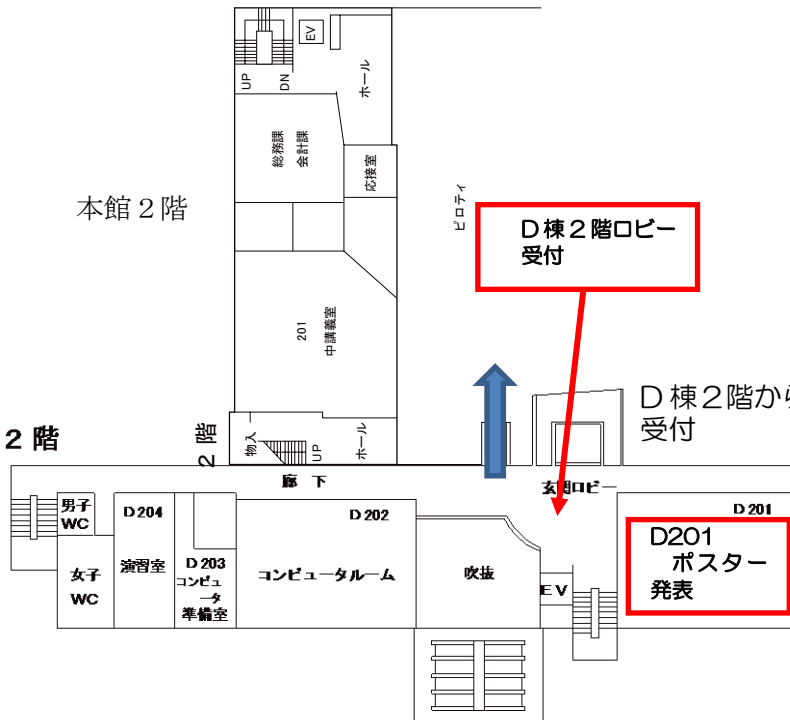 EV
UP
DN
ホール
総務課
会計課
応接室
本館２階
ピロティ
Ｄ棟２階ロビー
受付
201
中講義室
Ｄ棟２階から
受付
２階
２階
物入
UP
ホール
廊 下
玄関ロビー
男子
WC
D204
D 202
D 201
D201
ポスター
発表
女子
WC
演習室
D 203
コンピュ
ータ
準備室
コンピュータルーム
吹抜
EV